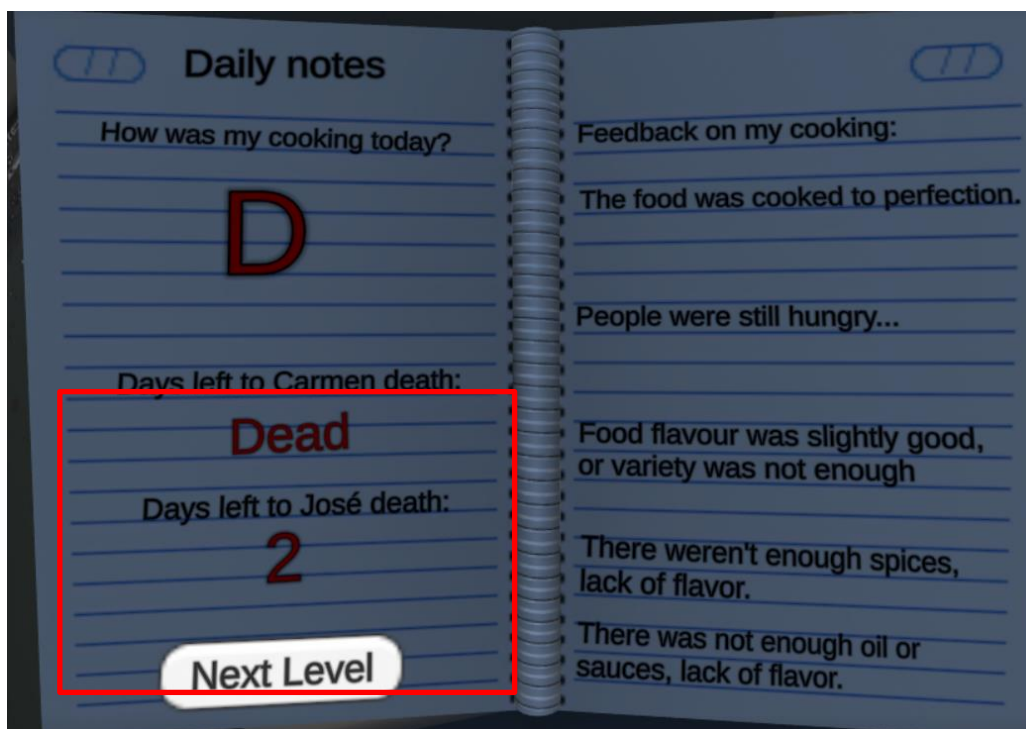 Daily notes
How was my cooking today?
D
Days left to Carmen death:
Dead
Days left to José death:
2
Next Level
Feedback on my cooking:
The food was cooked to perfection.
People were still hungry...
Food flavour was slightly good,
or variety was not enough
There weren't enough spices,
lack of flavor.
There was not enough oil or
sauces, lack of flavor.